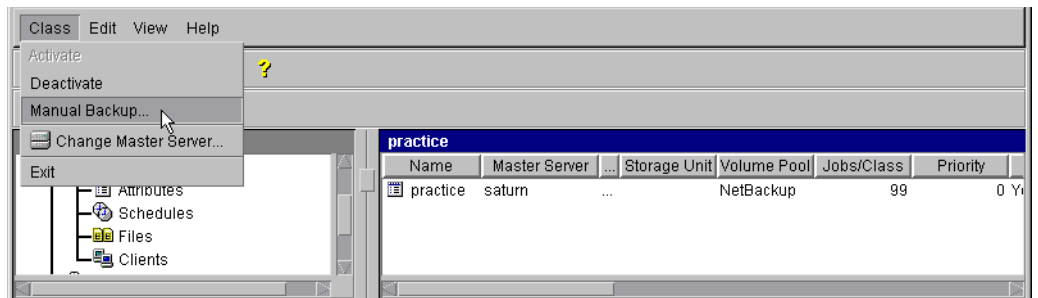 Class Edit View Help
Activate
Deactivate
?
Manual Backup...
Change Master Server...
Exit
Attributes
Schedules
Files
Clients
practice
Name Master Server ... Storage Unit Volume Pool Jobs/Class Priority
practice saturn ... NetBackup 99 0